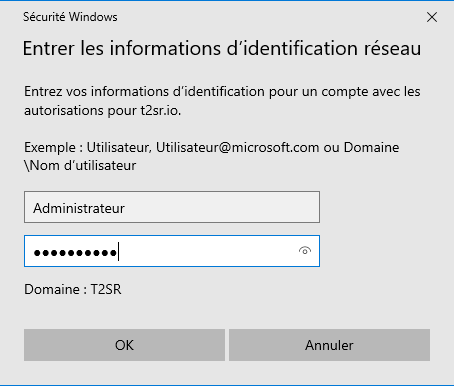 Sécurité Windows
Entrer les informations d’identification réseau
Entrez vos informations d’identification pour un compte avec les
autorisations pour t2sr.io.
Exemple : Utilisateur, Utilisateur@microsoft.com ou Domaine
\Nom d’utilisateur
Administrateur
●●●●●●●●●●
Domaine : T2SR
OK
Annuler